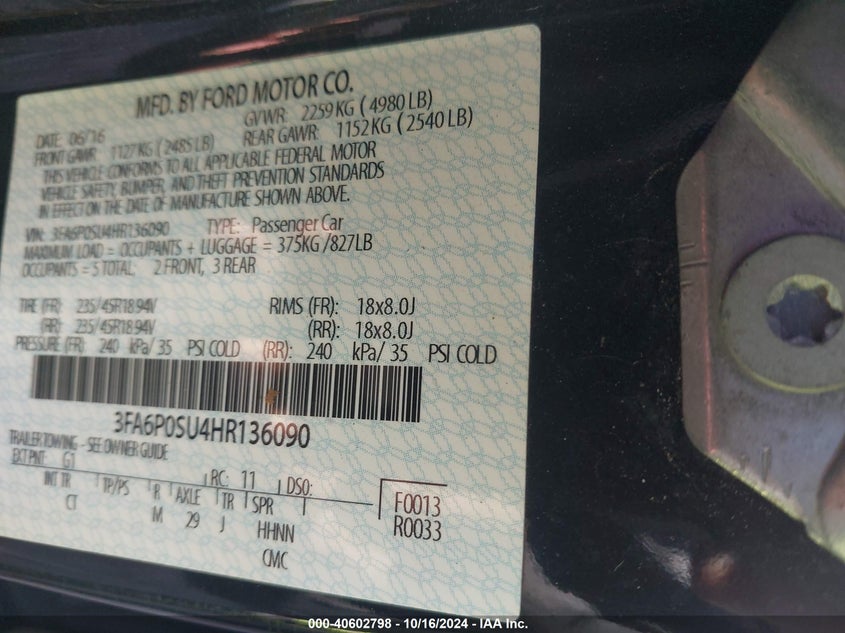 MFD. BY FORD MOTOR CO.
DATE 06/16 GVWR: 2259 KG ( 4980 LB)
FRONT GAWR: 1127 KG ( 2485 LB) REAR GAWR: 1152 KG ( 2540 LB)
THIS VEHICLE CONFORMS TO ALL APPLICABLE FEDERAL MOTOR
VEHICLE SAFETY, BUMPER, AND THEFT PREVENTION STANDARDS
IN EFFECT ON THE DATE OF MANUFACTURE SHOWN ABOVE.
VIN: 3FA6P0SU4HR136090 TYPE: Passenger Car
MAXIMUM LOAD = OCCUPANTS + LUGGAGE = 375KG /827LB
OCCUPANTS = 5 TOTAL, 2 FRONT, 3 REAR
TIRE (FR): 235/45R18 94V RIMS (FR): 18x8.0J
(RR): 235/45R18 94V (RR): 18x8.0J
PRESSURE (FR): 240 kPa/ 35 PSI COLD (RR): 240 kPa/ 35 PSI COLD
3FA6P0SU4HR136090
TRAILER TOWING - SEE OWNER GUIDE
EXT PNT: G1 RC: 11 DSO:
INT TR TP/PS R AXLE TR SPR F0013
CT M 29 J HHNN R0033
CMC
000-40602798 - 10/16/2024 - IAA Inc.